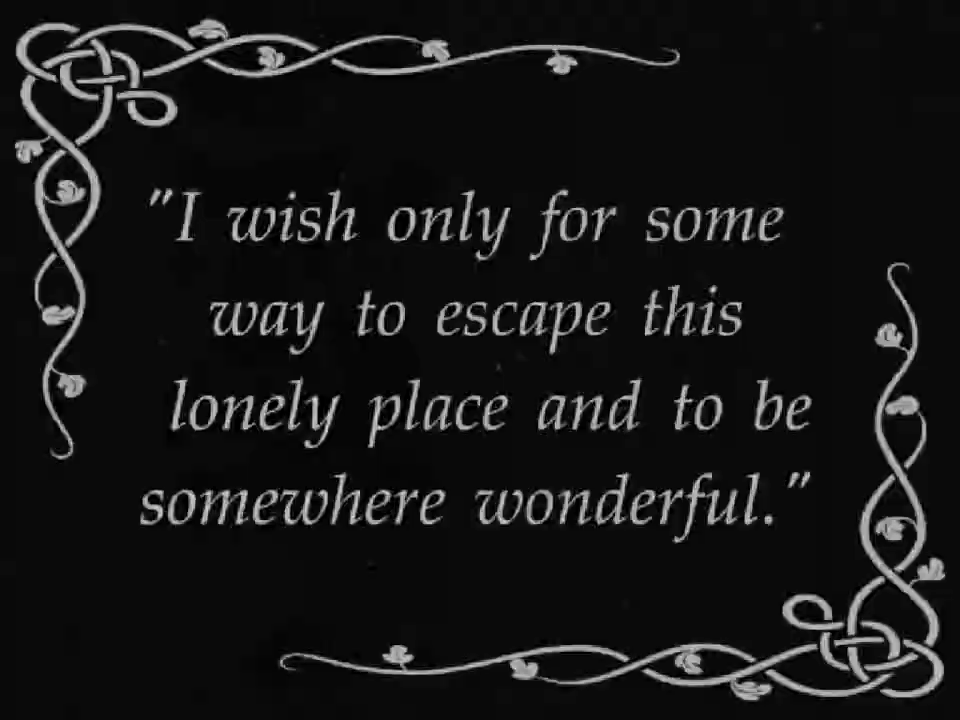 "I wish only for some
way to escape this
lonely place and to be
somewhere wonderful."